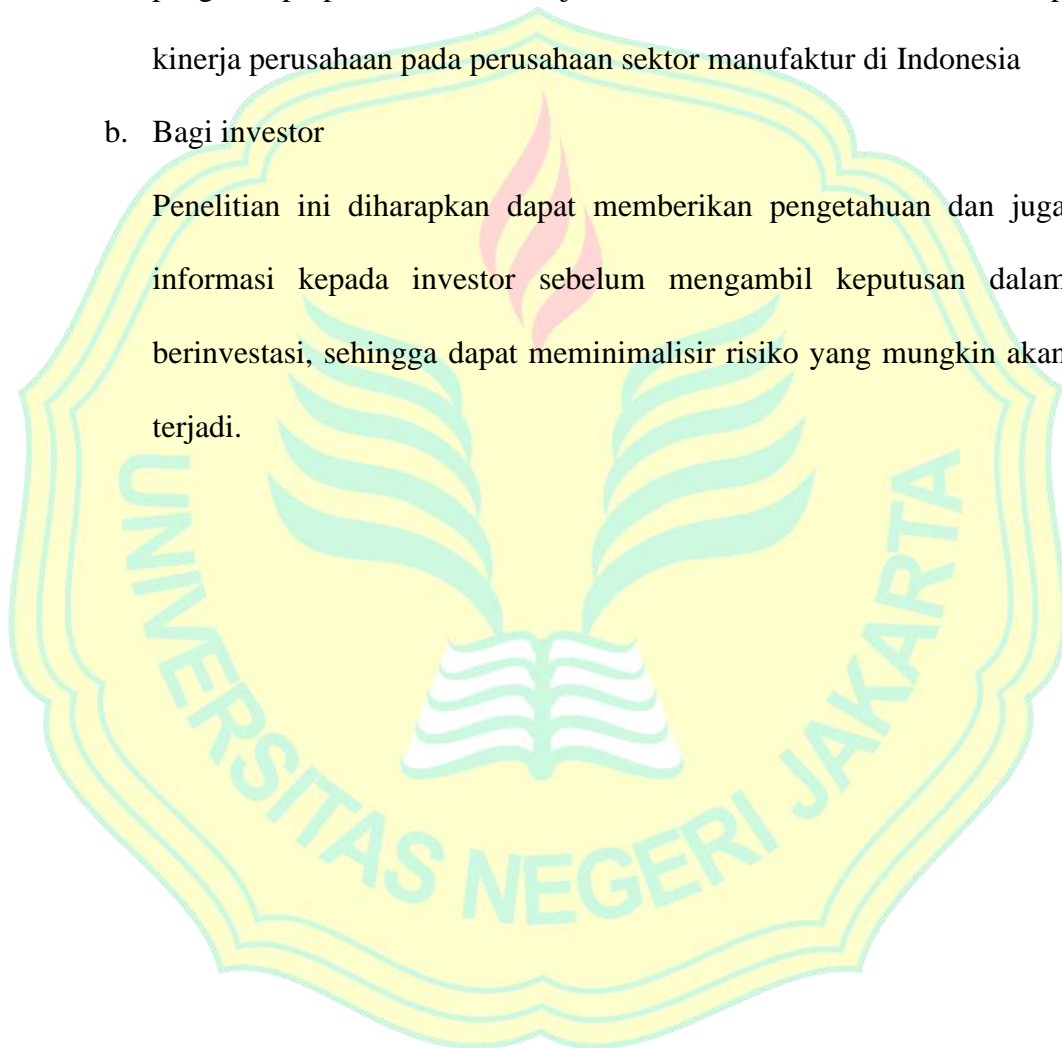 kinerja perusahaan pada perusahaan sektor manufaktur di Indonesia
b. Bagi investor
Penelitian ini diharapkan dapat memberikan pengetahuan dan juga
informasi kepada investor sebelum mengambil keputusan dalam
berinvestasi, sehingga dapat meminimalisir risiko yang mungkin akan
terjadi.
UNIVERSITAS NEGERI JAKARTA